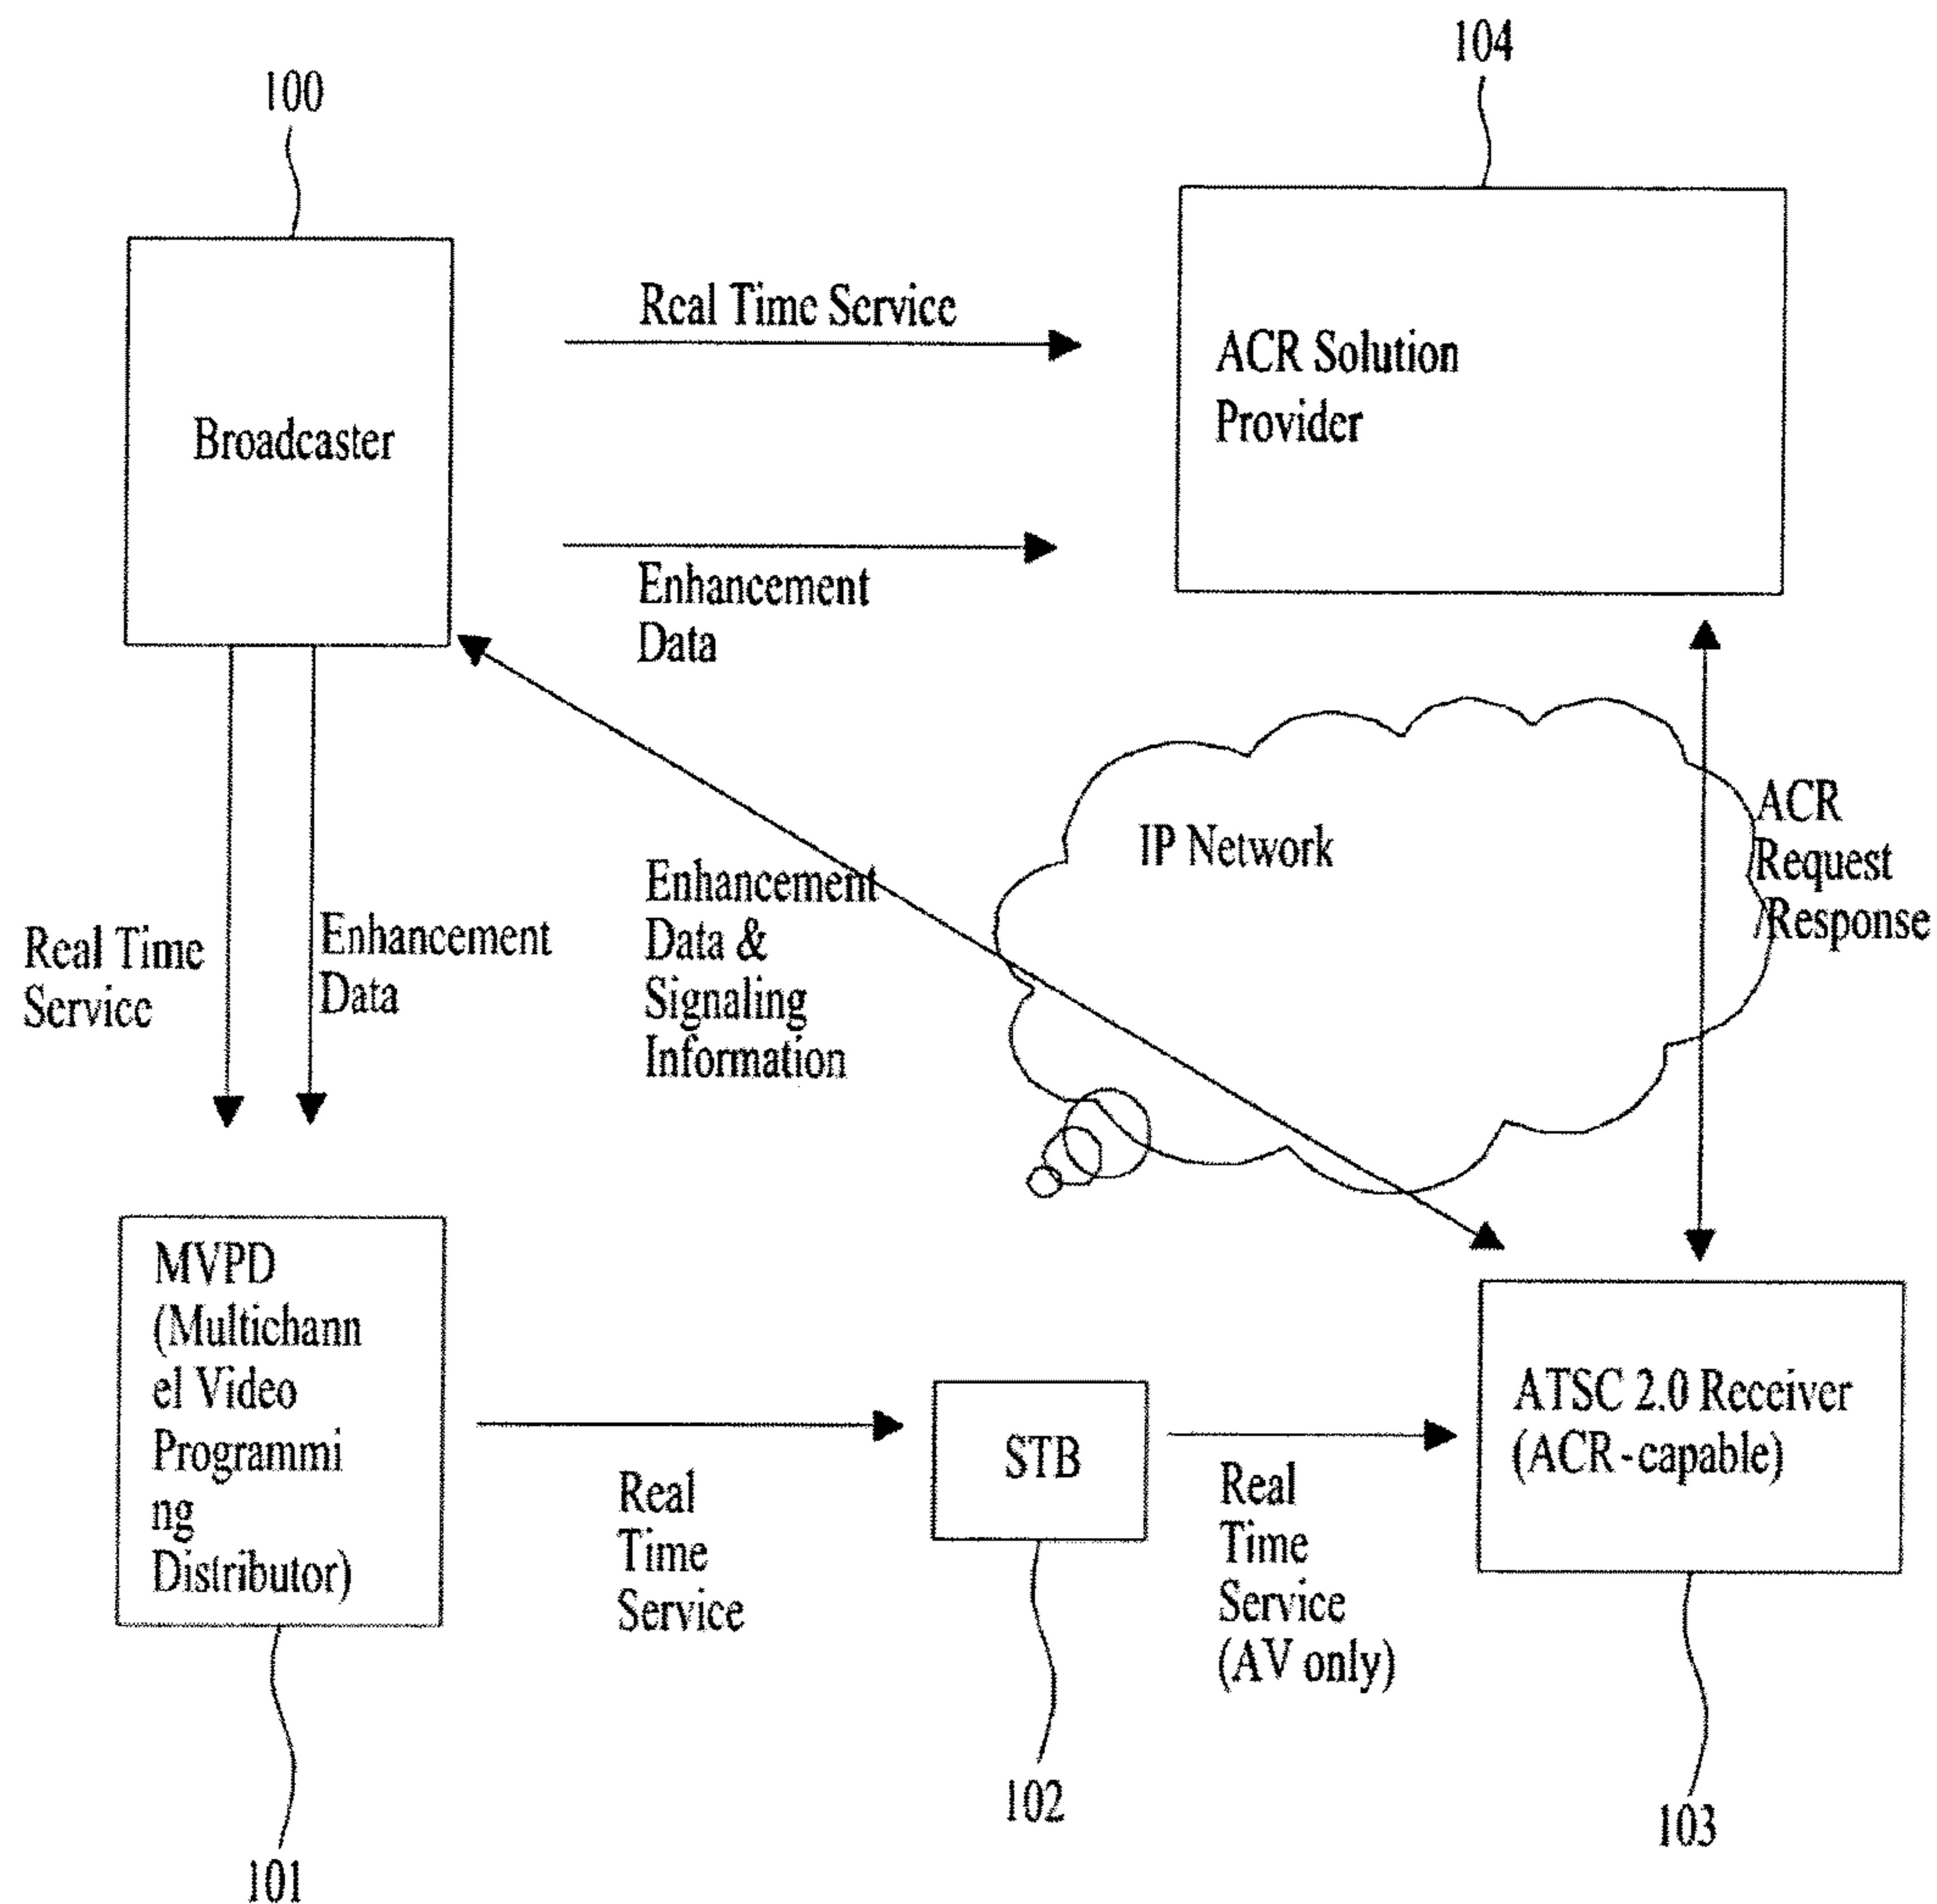 104
100
Real Time Service
ACR Solution
Provider
Broadcaster
Enhancement
Data
ACR
Request
/Response
IP Network
Enhancement
Data &
Signaling
Information
Real Time
Service
Enhancement
Data
MVPD
(Multichann
el Video
Programmi
ng
Distributor)
Real
Time
Service
STB
Real
Time
Service
(AV only)
ATSC 2.0 Receiver
(ACR-capable)
102
103
101